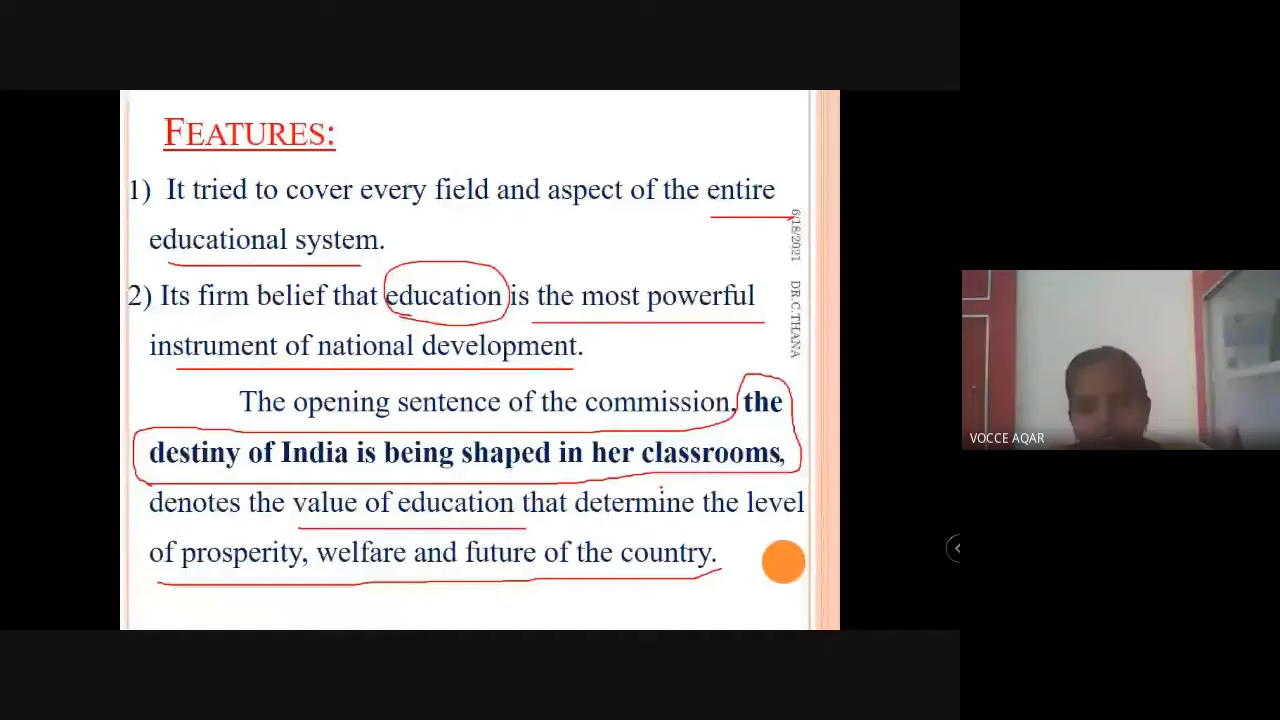 FEATURES:
1) It tried to cover every field and aspect of the entire
educational system.
2) Its firm belief that education is the most powerful
instrument of national development.
The opening sentence of the commission, the
destiny of India is being shaped in her classrooms,
denotes the value of education that determine the level
of prosperity, welfare and future of the country.
6/18/2021 DR.C.THANA
VOCCE AQAR